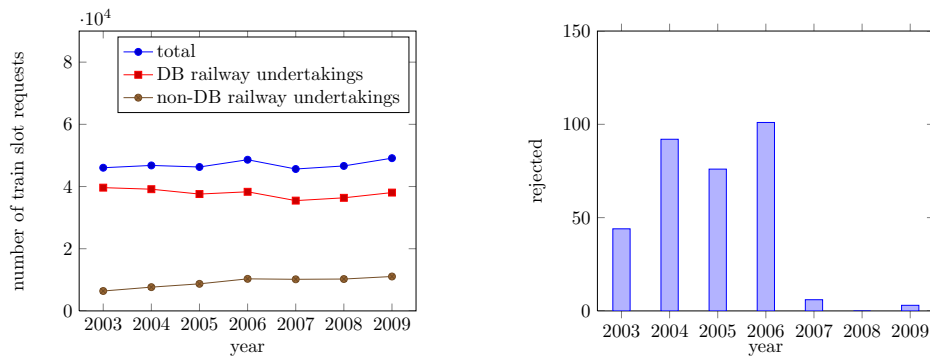 ·10⁴
number of train slot requests
0
2
4
6
8
total
DB railway undertakings
non-DB railway undertakings
2003 2004 2005 2006 2007 2008 2009
year
rejected
0
50
100
150
2003 2004 2005 2006 2007 2008 2009
year